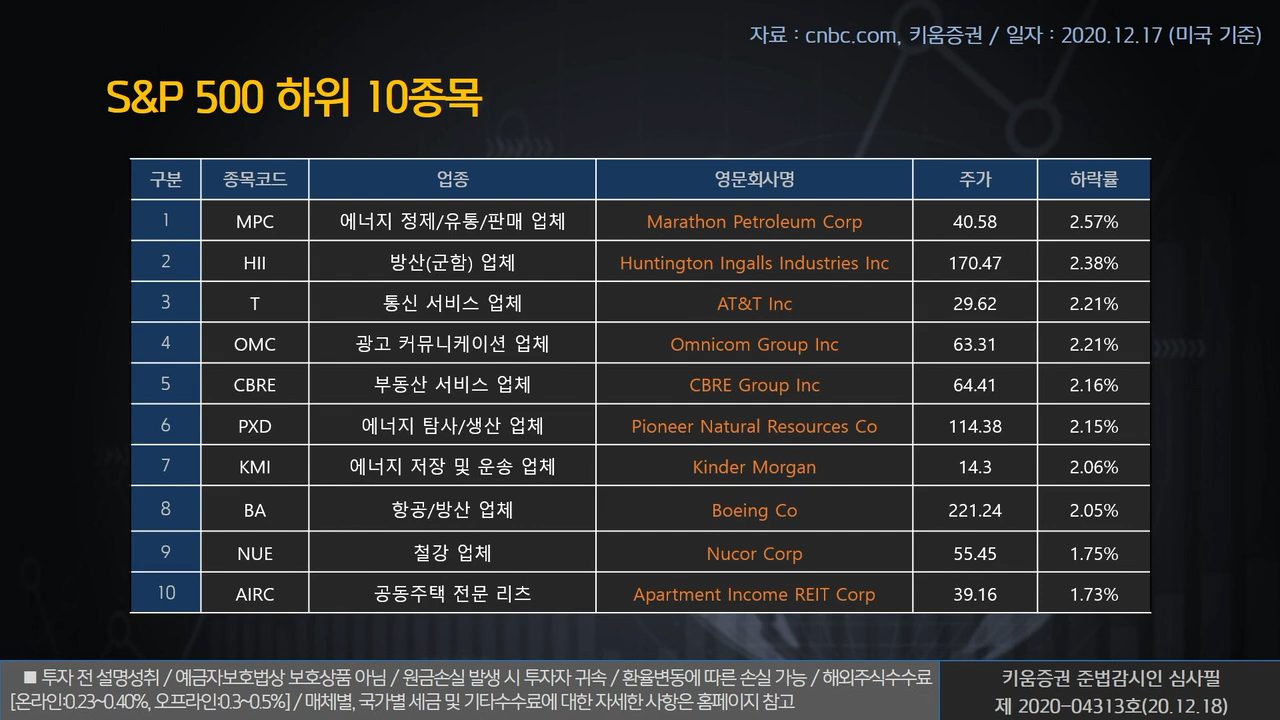 자료 : cnbc.com, 키움증권 / 일자 : 2020.12.17 (미국 기준)
S&P 500 하위 10종목
구분 종목코드 업종 영문회사명 주가 하락률
1 MPC 에너지 정제/유통/판매 업체 Marathon Petroleum Corp 40.58 2.57%
2 HII 방산(군함) 업체 Huntington Ingalls Industries Inc 170.47 2.38%
3 T 통신 서비스 업체 AT&T Inc 29.62 2.21%
4 OMC 광고 커뮤니케이션 업체 Omnicom Group Inc 63.31 2.21%
5 CBRE 부동산 서비스 업체 CBRE Group Inc 64.41 2.16%
6 PXD 에너지 탐사/생산 업체 Pioneer Natural Resources Co 114.38 2.15%
7 KMI 에너지 저장 및 운송 업체 Kinder Morgan 14.3 2.06%
8 BA 항공/방산 업체 Boeing Co 221.24 2.05%
9 NUE 철강 업체 Nucor Corp 55.45 1.75%
10 AIRC 공동주택 전문 리츠 Apartment Income REIT Corp 39.16 1.73%
■ 투자 전 설명성취 / 예금자보호법상 보호상품 아님 / 원금손실 발생 시 투자자 귀속 / 환율변동에 따른 손실 가능 / 해외주식수수료
[온라인:0.23~0.40%, 오프라인:0.3~0.5%] / 매체별, 국가별 세금 및 기타수수료에 대한 자세한 사항은 홈페이지 참고
키움증권 준법감시인 심사필
제 2020-04313호(20.12.18)